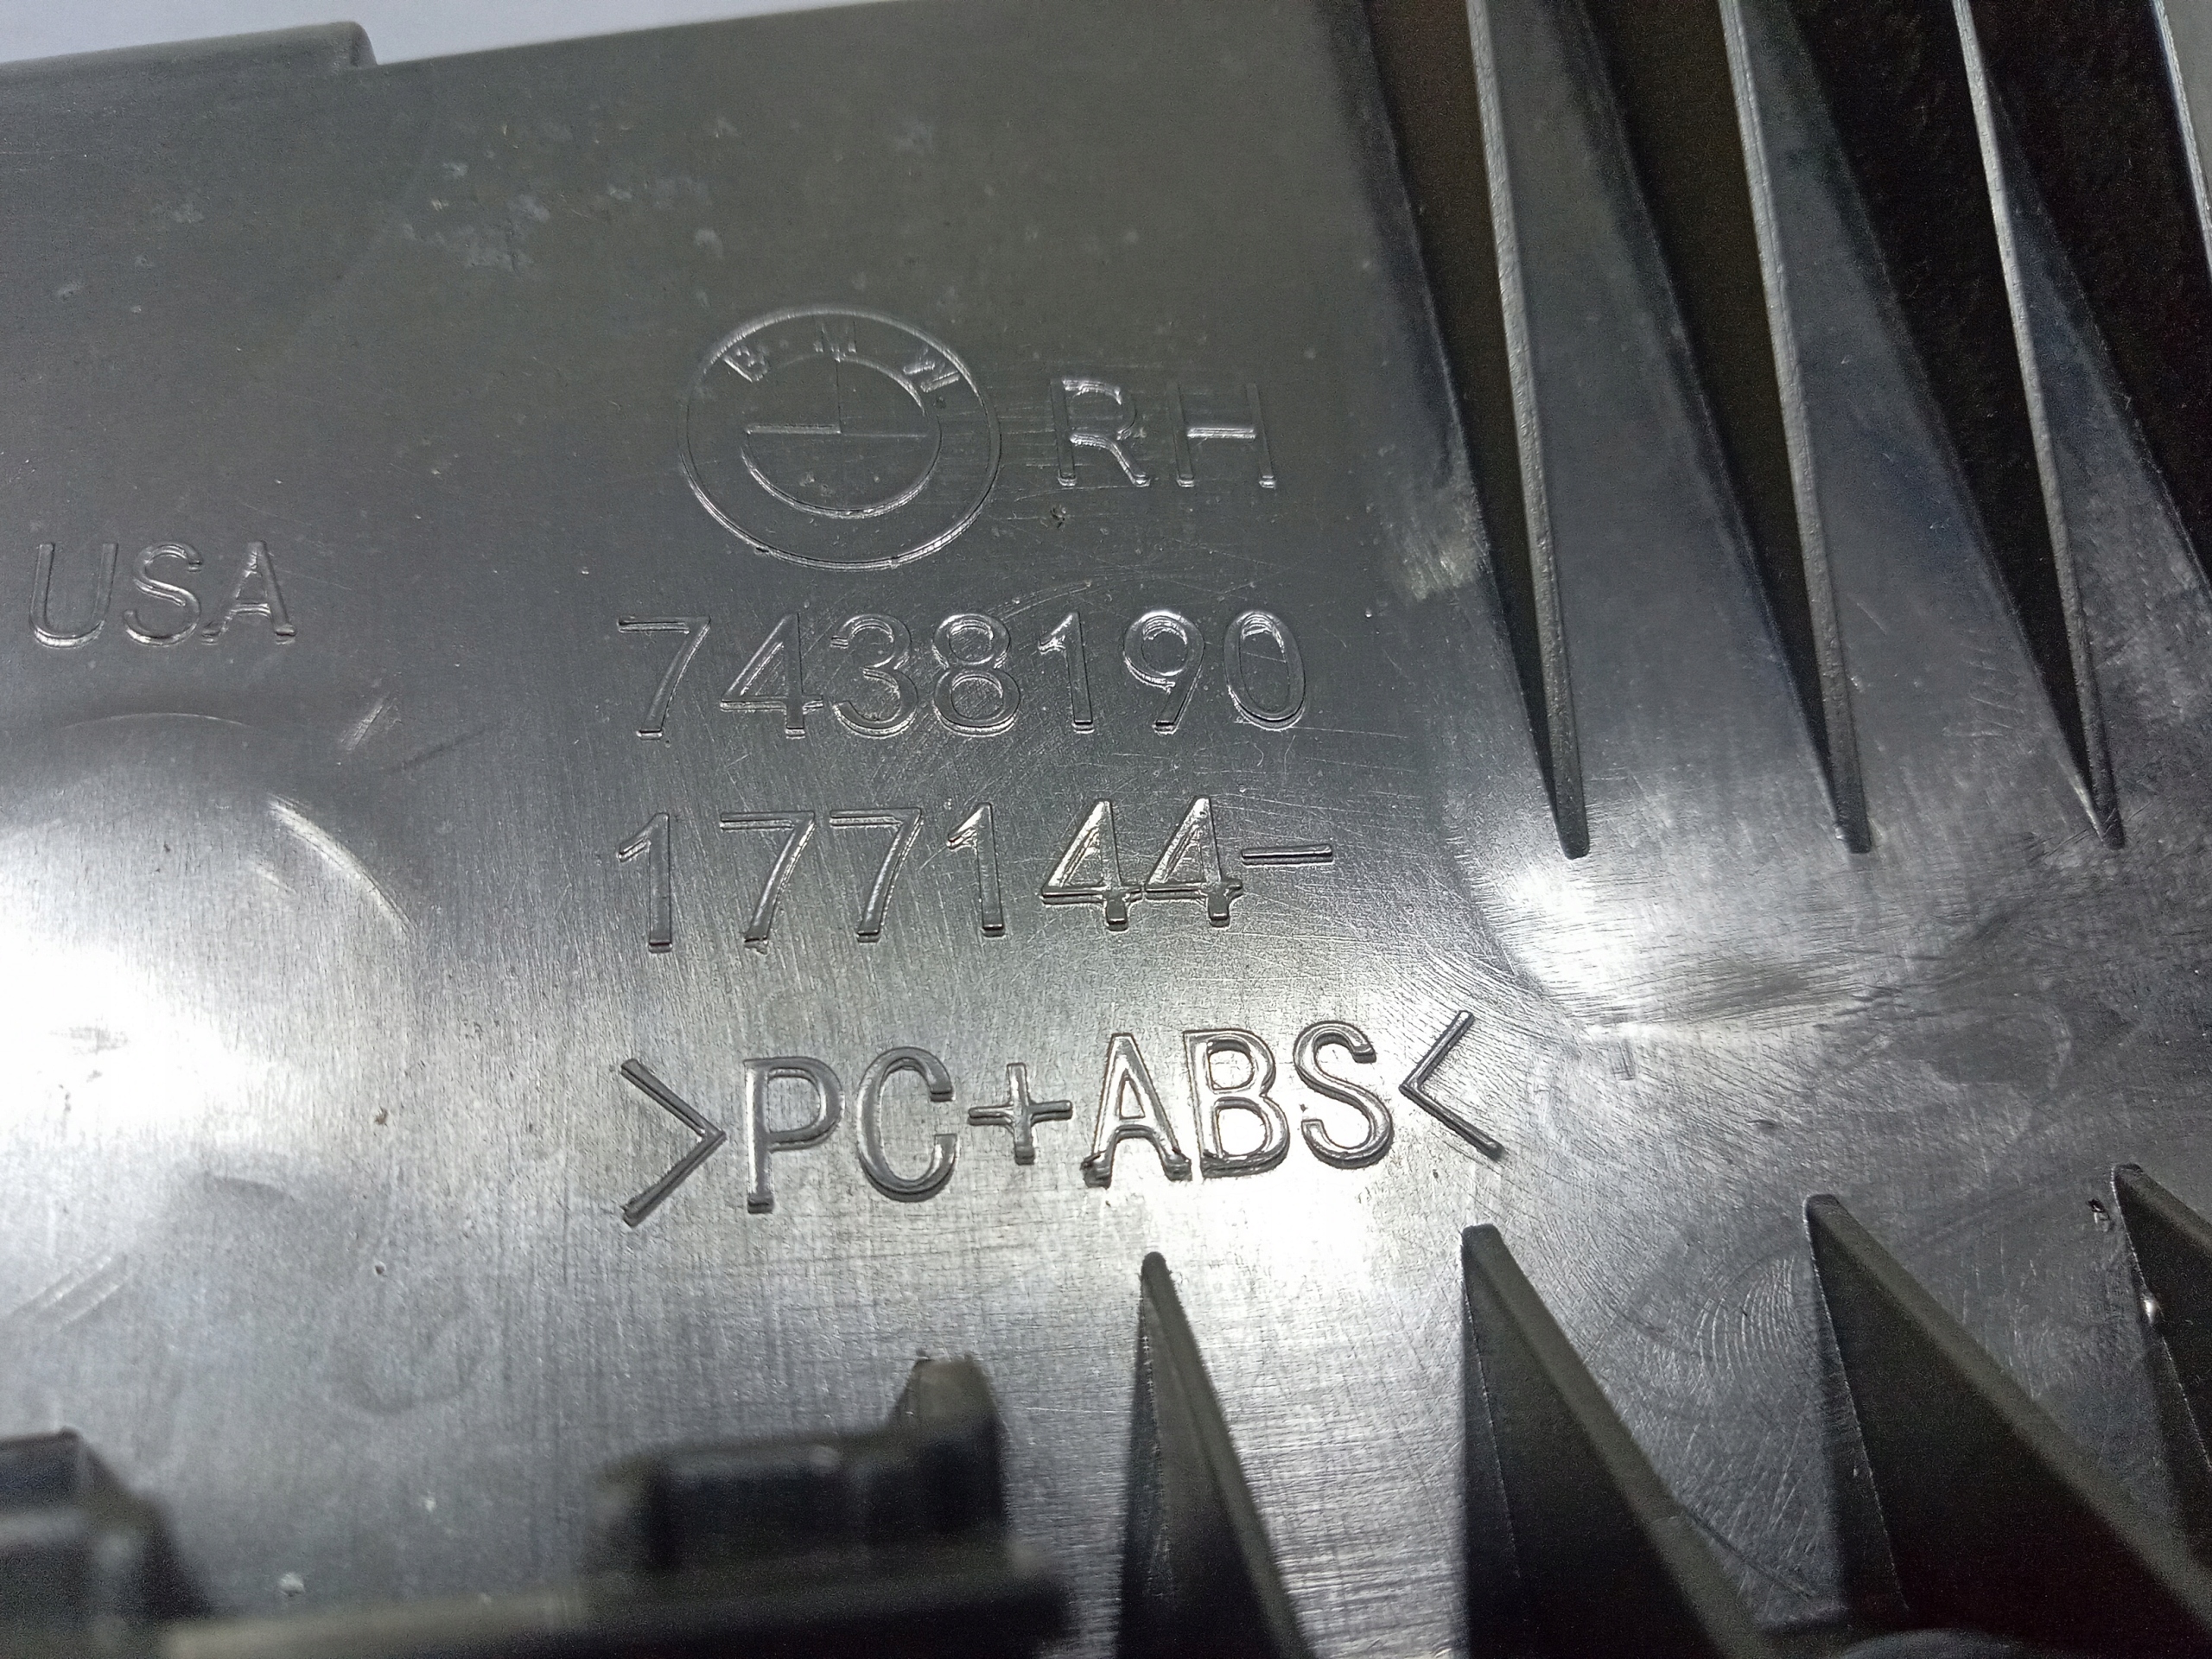 BMW RH
USA
7438190
177144-
>PC+ABS<